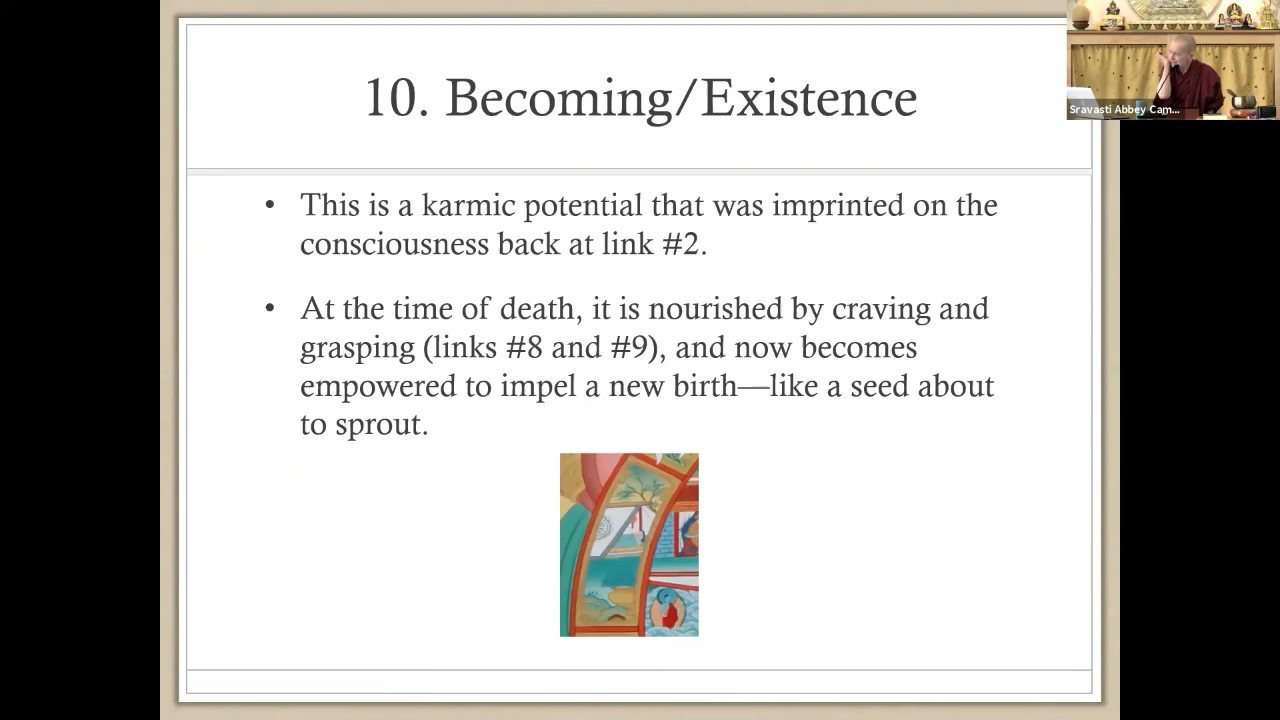 10. Becoming/Existence
Sravasti Abbey Cam...
• This is a karmic potential that was imprinted on the
consciousness back at link #2.
• At the time of death, it is nourished by craving and
grasping (links #8 and #9), and now becomes
empowered to impel a new birth—like a seed about
to sprout.